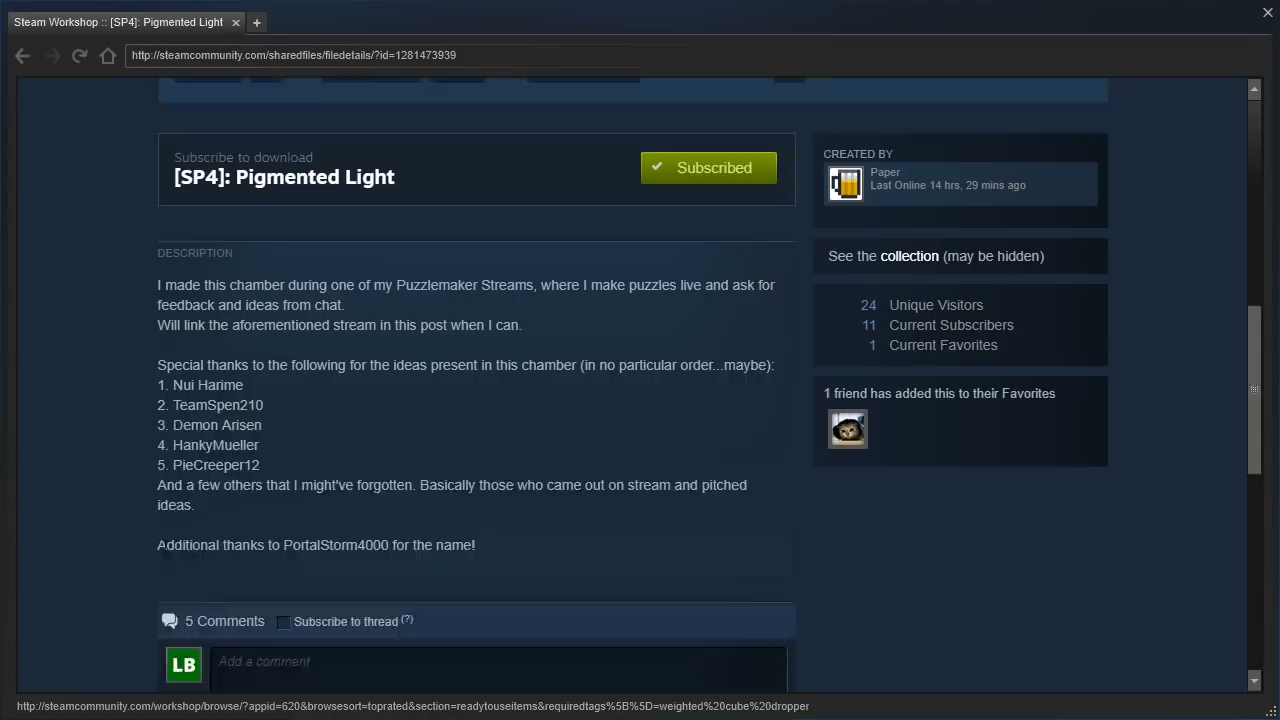 Steam Workshop :: [SP4]: Pigmented Light
http://steamcommunity.com/sharedfiles/filedetails/?id=1281473939
Subscribe to download
[SP4]: Pigmented Light
Subscribed
CREATED BY
Paper
Last Online 14 hrs, 29 mins ago
See the collection (may be hidden)
24 Unique Visitors
11 Current Subscribers
1 Current Favorites
1 friend has added this to their Favorites
DESCRIPTION
I made this chamber during one of my Puzzlemaker Streams, where I make puzzles live and ask for
feedback and ideas from chat.
Will link the aforementioned stream in this post when I can.
Special thanks to the following for the ideas present in this chamber (in no particular order...maybe):
1. Nui Harime
2. TeamSpen210
3. Demon Arisen
4. HankyMueller
5. PieCreeper12
And a few others that I might've forgotten. Basically those who came out on stream and pitched
ideas.
Additional thanks to PortalStorm4000 for the name!
5 Comments Subscribe to thread (?)
LB
Add a comment
http://steamcommunity.com/workshop/browse/?appid=620&browsesort=toprated&section=readytouseitems&requiredtags%5B%5D=weighted%20cube%20dropper